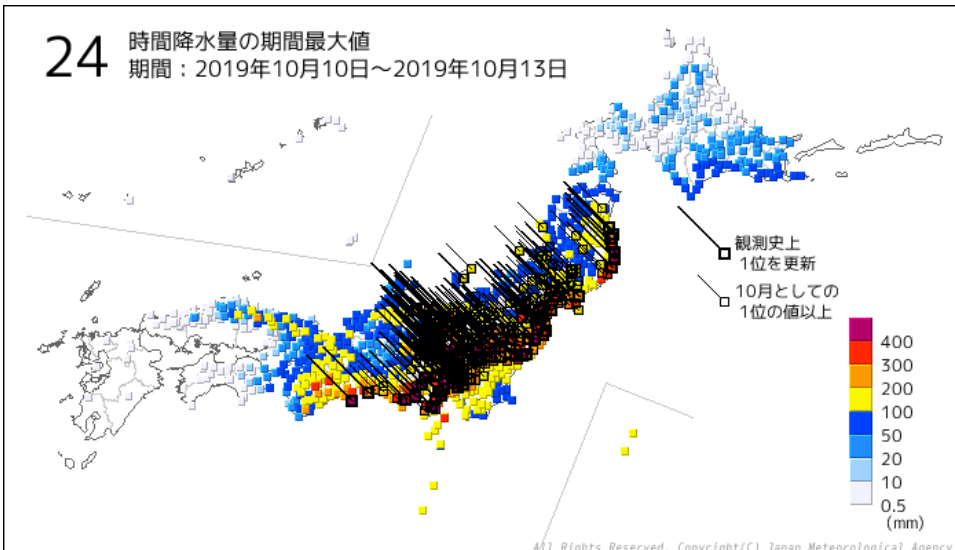 24 時間降水量の期間最大値
期間：2019年10月10日～2019年10月13日
観測史上
1位を更新
10月としての
1位の値以上
400
300
200
100
50
20
10
0.5
(mm)
All Rights Reserved. Copyright(C) Japan Meteorological Agency